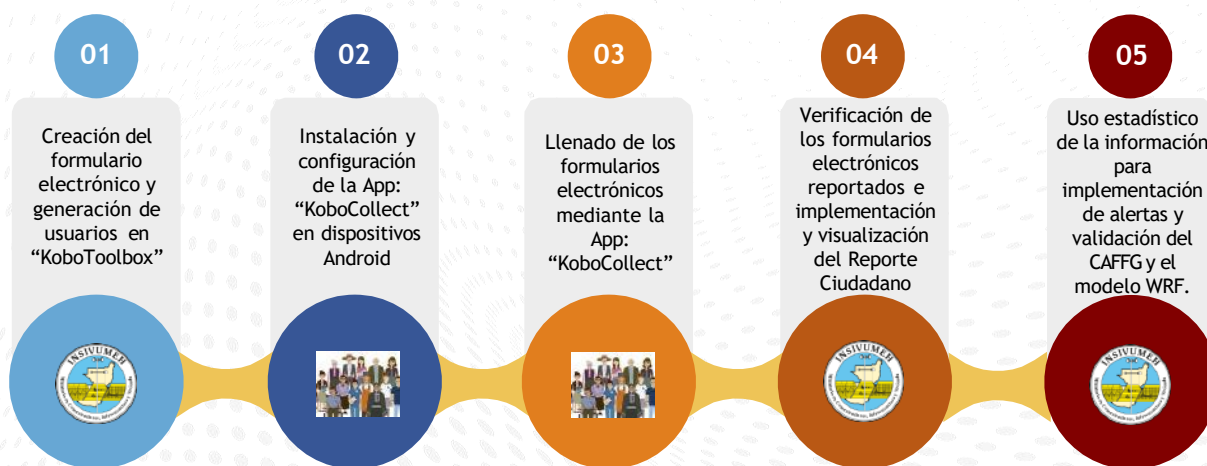 01
Creación del
formulario
electrónico y
generación de
usuarios en
“KoboToolbox”
INSIVUMEH
02
Instalación y
configuración
de la App:
“KoboCollect”
en dispositivos
Android
03
Llenado de los
formularios
electrónicos
mediante la
App:
“KoboCollect”
04
Verificación de
los formularios
electrónicos
reportados e
implementación
y visualización
del Reporte
Ciudadano
INSIVUMEH
05
Uso estadístico
de la información
para
implementación
de alertas y
validación del
CAFFG y el
modelo WRF.
INSIVUMEH